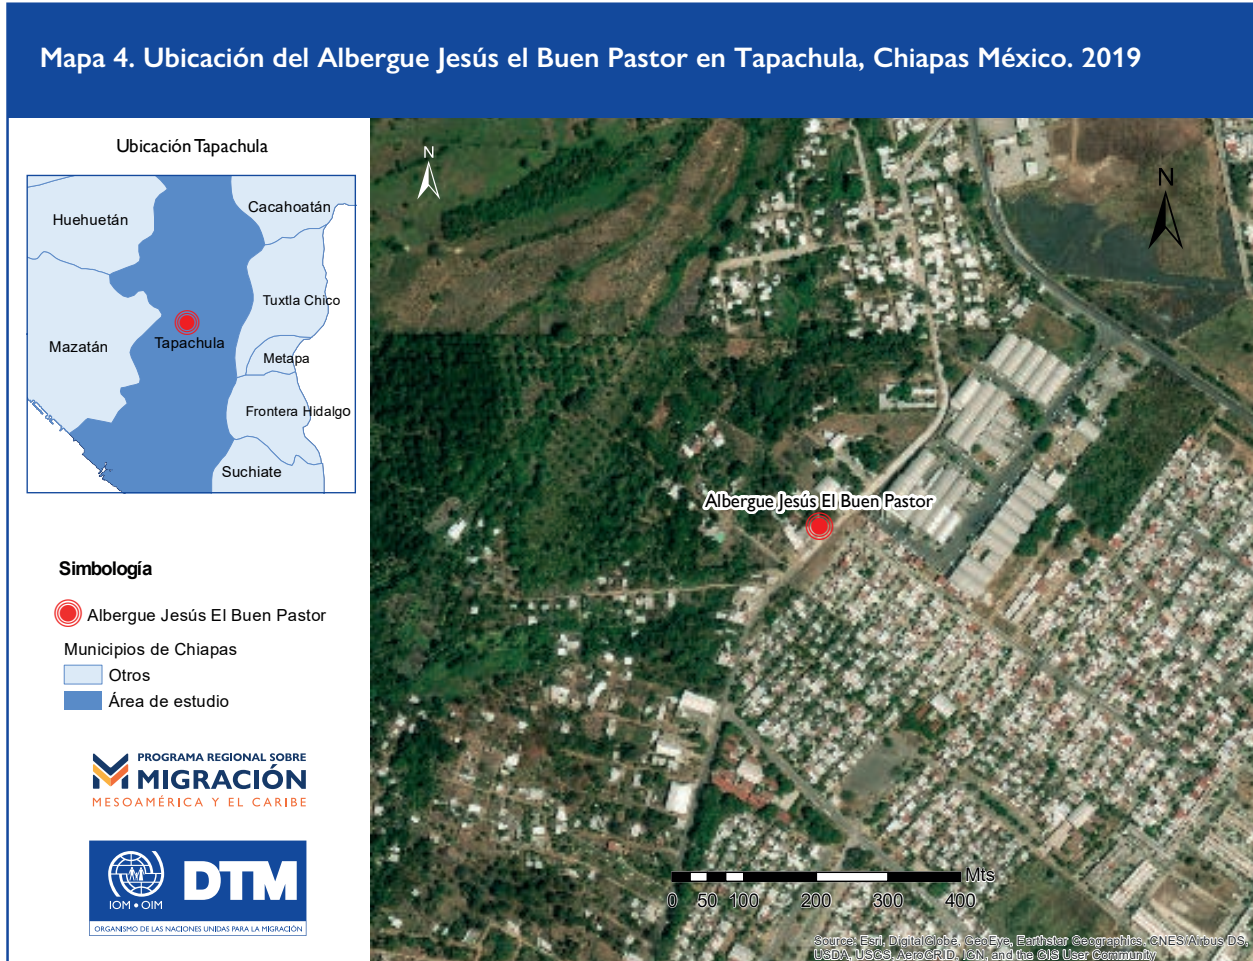 Mapa 4. Ubicación del Albergue Jesús el Buen Pastor en Tapachula, Chiapas México. 2019
Ubicación Tapachula
Huehuetán
Cacahoatán
Tuxtla Chico
Mazatán
Tapachula
Metapa
Frontera Hidalgo
Suchiate
Simbología
Albergue Jesús El Buen Pastor
Municipios de Chiapas
Otros
Área de estudio
PROGRAMA REGIONAL SOBRE
MIGRACIÓN
MESOAMÉRICA Y EL CARIBE
IOM • OIM
DTM
ORGANISMO DE LAS NACIONES UNIDAS PARA LA MIGRACIÓN
N
N
Albergue Jesús El Buen Pastor
Mts
0 50 100 200 300 400
Source: Esri, DigitalGlobe, GeoEye, Earthstar Geographics, CNES/Airbus DS,
USDA, USGS, AeroGRID, IGN, and the GIS User Community